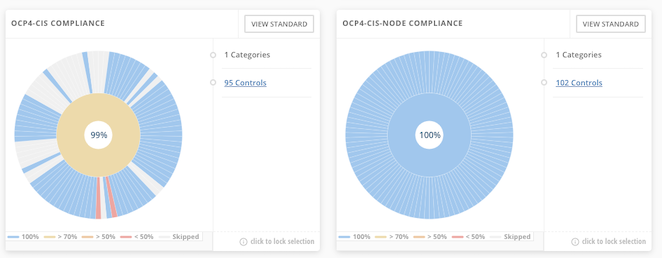 OCP4-CIS COMPLIANCE
VIEW STANDARD
99%
1 Categories
95 Controls
100% > 70% > 50% < 50% Skipped
click to lock selection
OCP4-CIS-NODE COMPLIANCE
VIEW STANDARD
100%
1 Categories
102 Controls
100% > 70% > 50% < 50% Skipped
click to lock selection